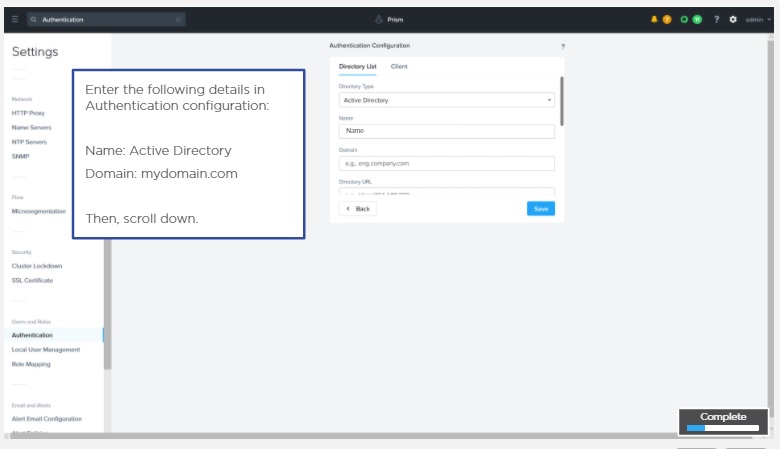 Authentication
Prism
7
11
?
admin
Settings
Network
HTTP Proxy
Name Servers
NTP Servers
SNMP
Flow
Microsegmentation
Security
Cluster Lockdown
SSL Certificate
Users and Roles
Authentication
Local User Management
Role Mapping
Email and Alerts
Alert Email Configuration
Enter the following details in
Authentication configuration:
Name: Active Directory
Domain: mydomain.com
Then, scroll down.
Authentication Configuration
?
Directory List Client
Directory Type
Active Directory
Name
Name
Domain
e.g., eng.company.com
Directory URL
Back
Save
Complete